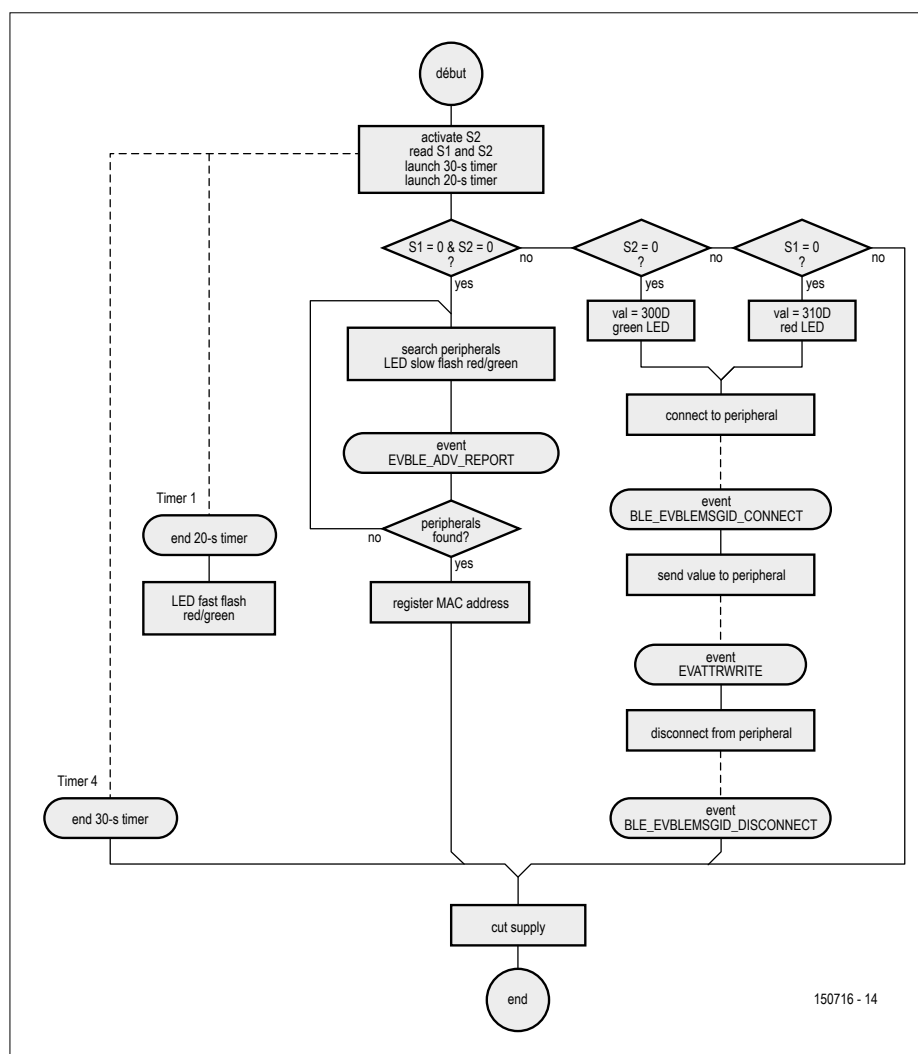 début
activate S2
read S1 and S2
launch 30-s timer
launch 20-s timer
S1 = 0 & S2 = 0
?
no
yes
S2 = 0
?
no
yes
S1 = 0
?
no
yes
val = 300D
green LED
val = 310D
red LED
search peripherals
LED slow flash red/green
connect to peripheral
event
EVBLE_ADV_REPORT
Timer 1
end 20-s timer
peripherals
found?
no
yes
event
BLE_EVBLEMSGID_CONNECT
LED fast flash
red/green
register MAC address
send value to peripheral
event
EVATTRWRITE
disconnect from peripheral
Timer 4
end 30-s timer
event
BLE_EVBLEMSGID_DISCONNECT
cut supply
end
150716 - 14